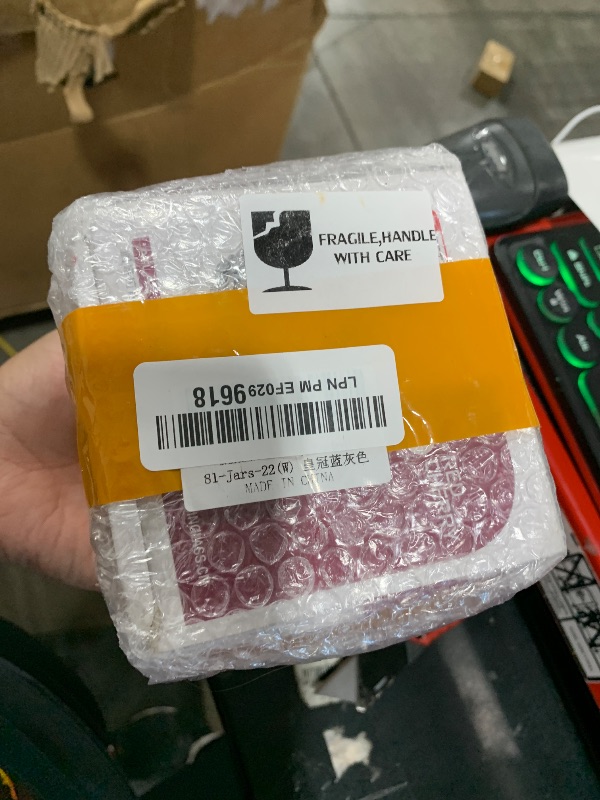 FRAGILE,HANDLE
WITH CARE
LPN PM EF0299618
81-Jars-22(W) 皇冠蓝灰色
MADE IN CHINA